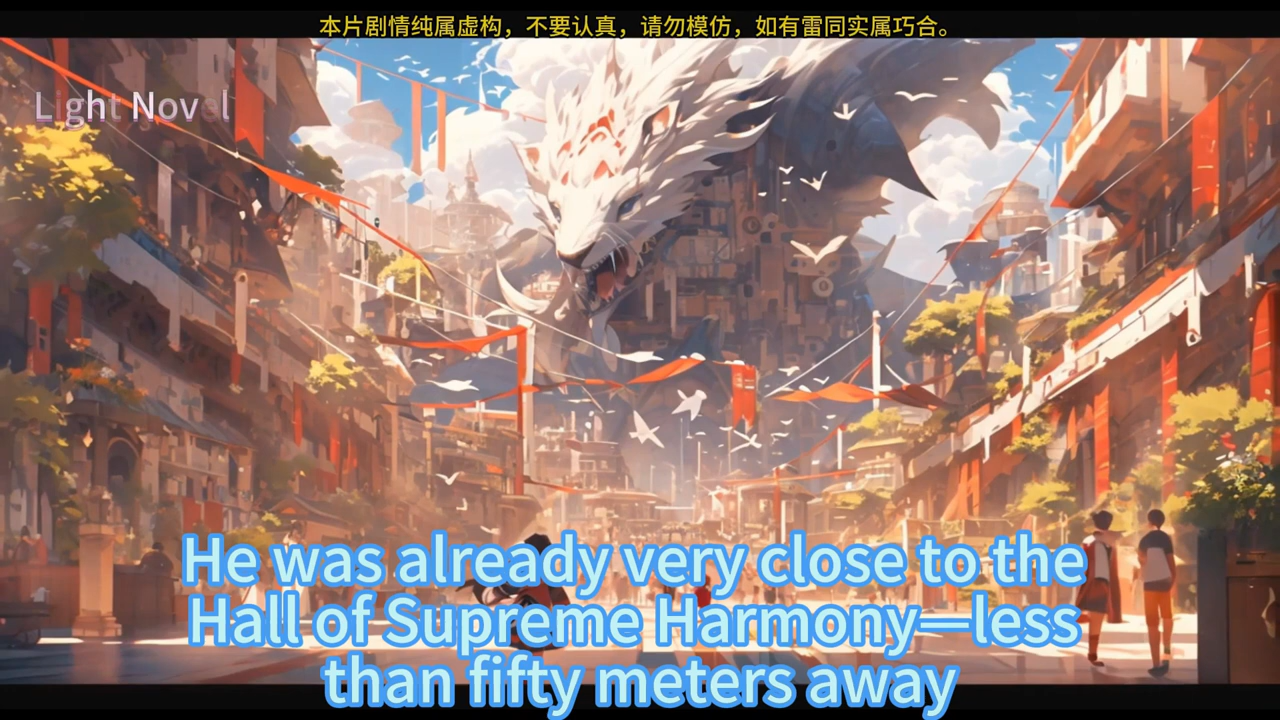 本片剧情纯属虚构，不要认真，请勿模仿，如有雷同实属巧合。
Light Novel
He was already very close to the
Hall of Supreme Harmony—less
than fifty meters away